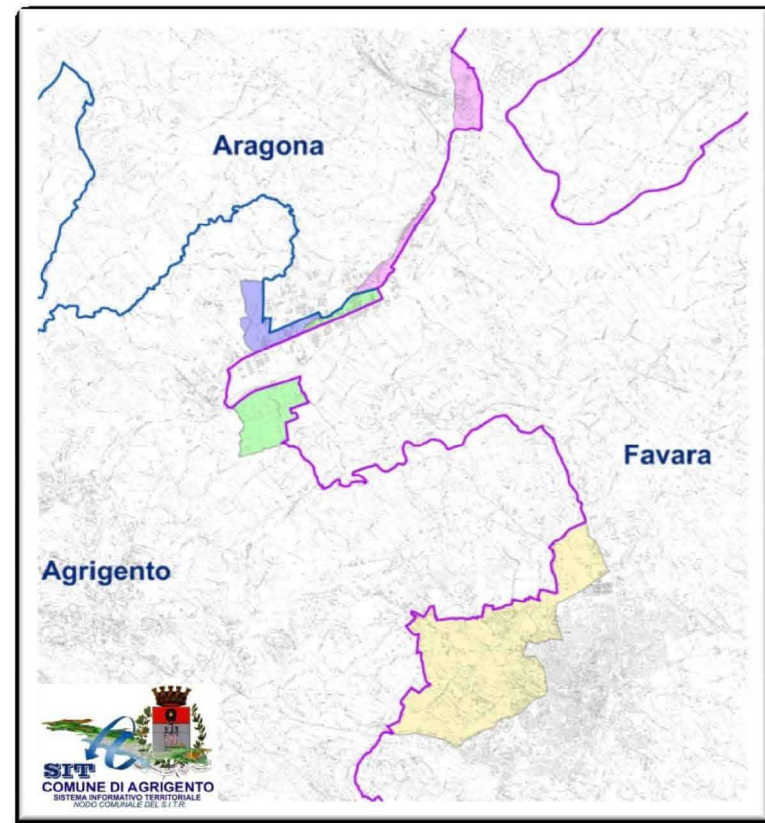 Aragona
Favara
Agrigento
SIT
COMUNE DI AGRIGENTO
SISTEMA INFORMATIVO TERRITORIALE
NODO COMUNALE DEL S.I.T.R.